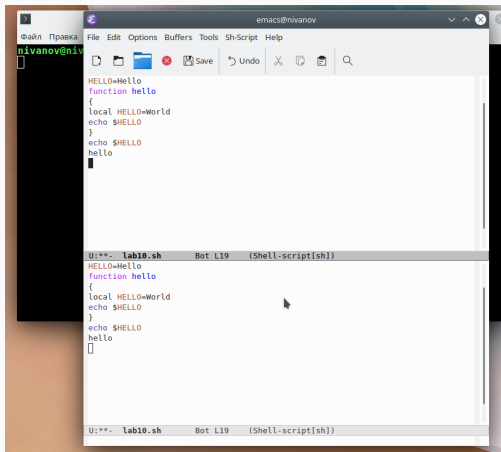 emacs@nivanov
Файл Правка
nivanov@niv
File Edit Options Buffers Tools Sh-Script Help
Save Undo
HELLO=Hello
function hello
{
local HELLO=World
echo $HELLO
}
echo $HELLO
hello
U:**- lab10.sh Bot L19 (Shell-script[sh])
HELLO=Hello
function hello
{
local HELLO=World
echo $HELLO
}
echo $HELLO
hello
U:**- lab10.sh Bot L19 (Shell-script[sh])